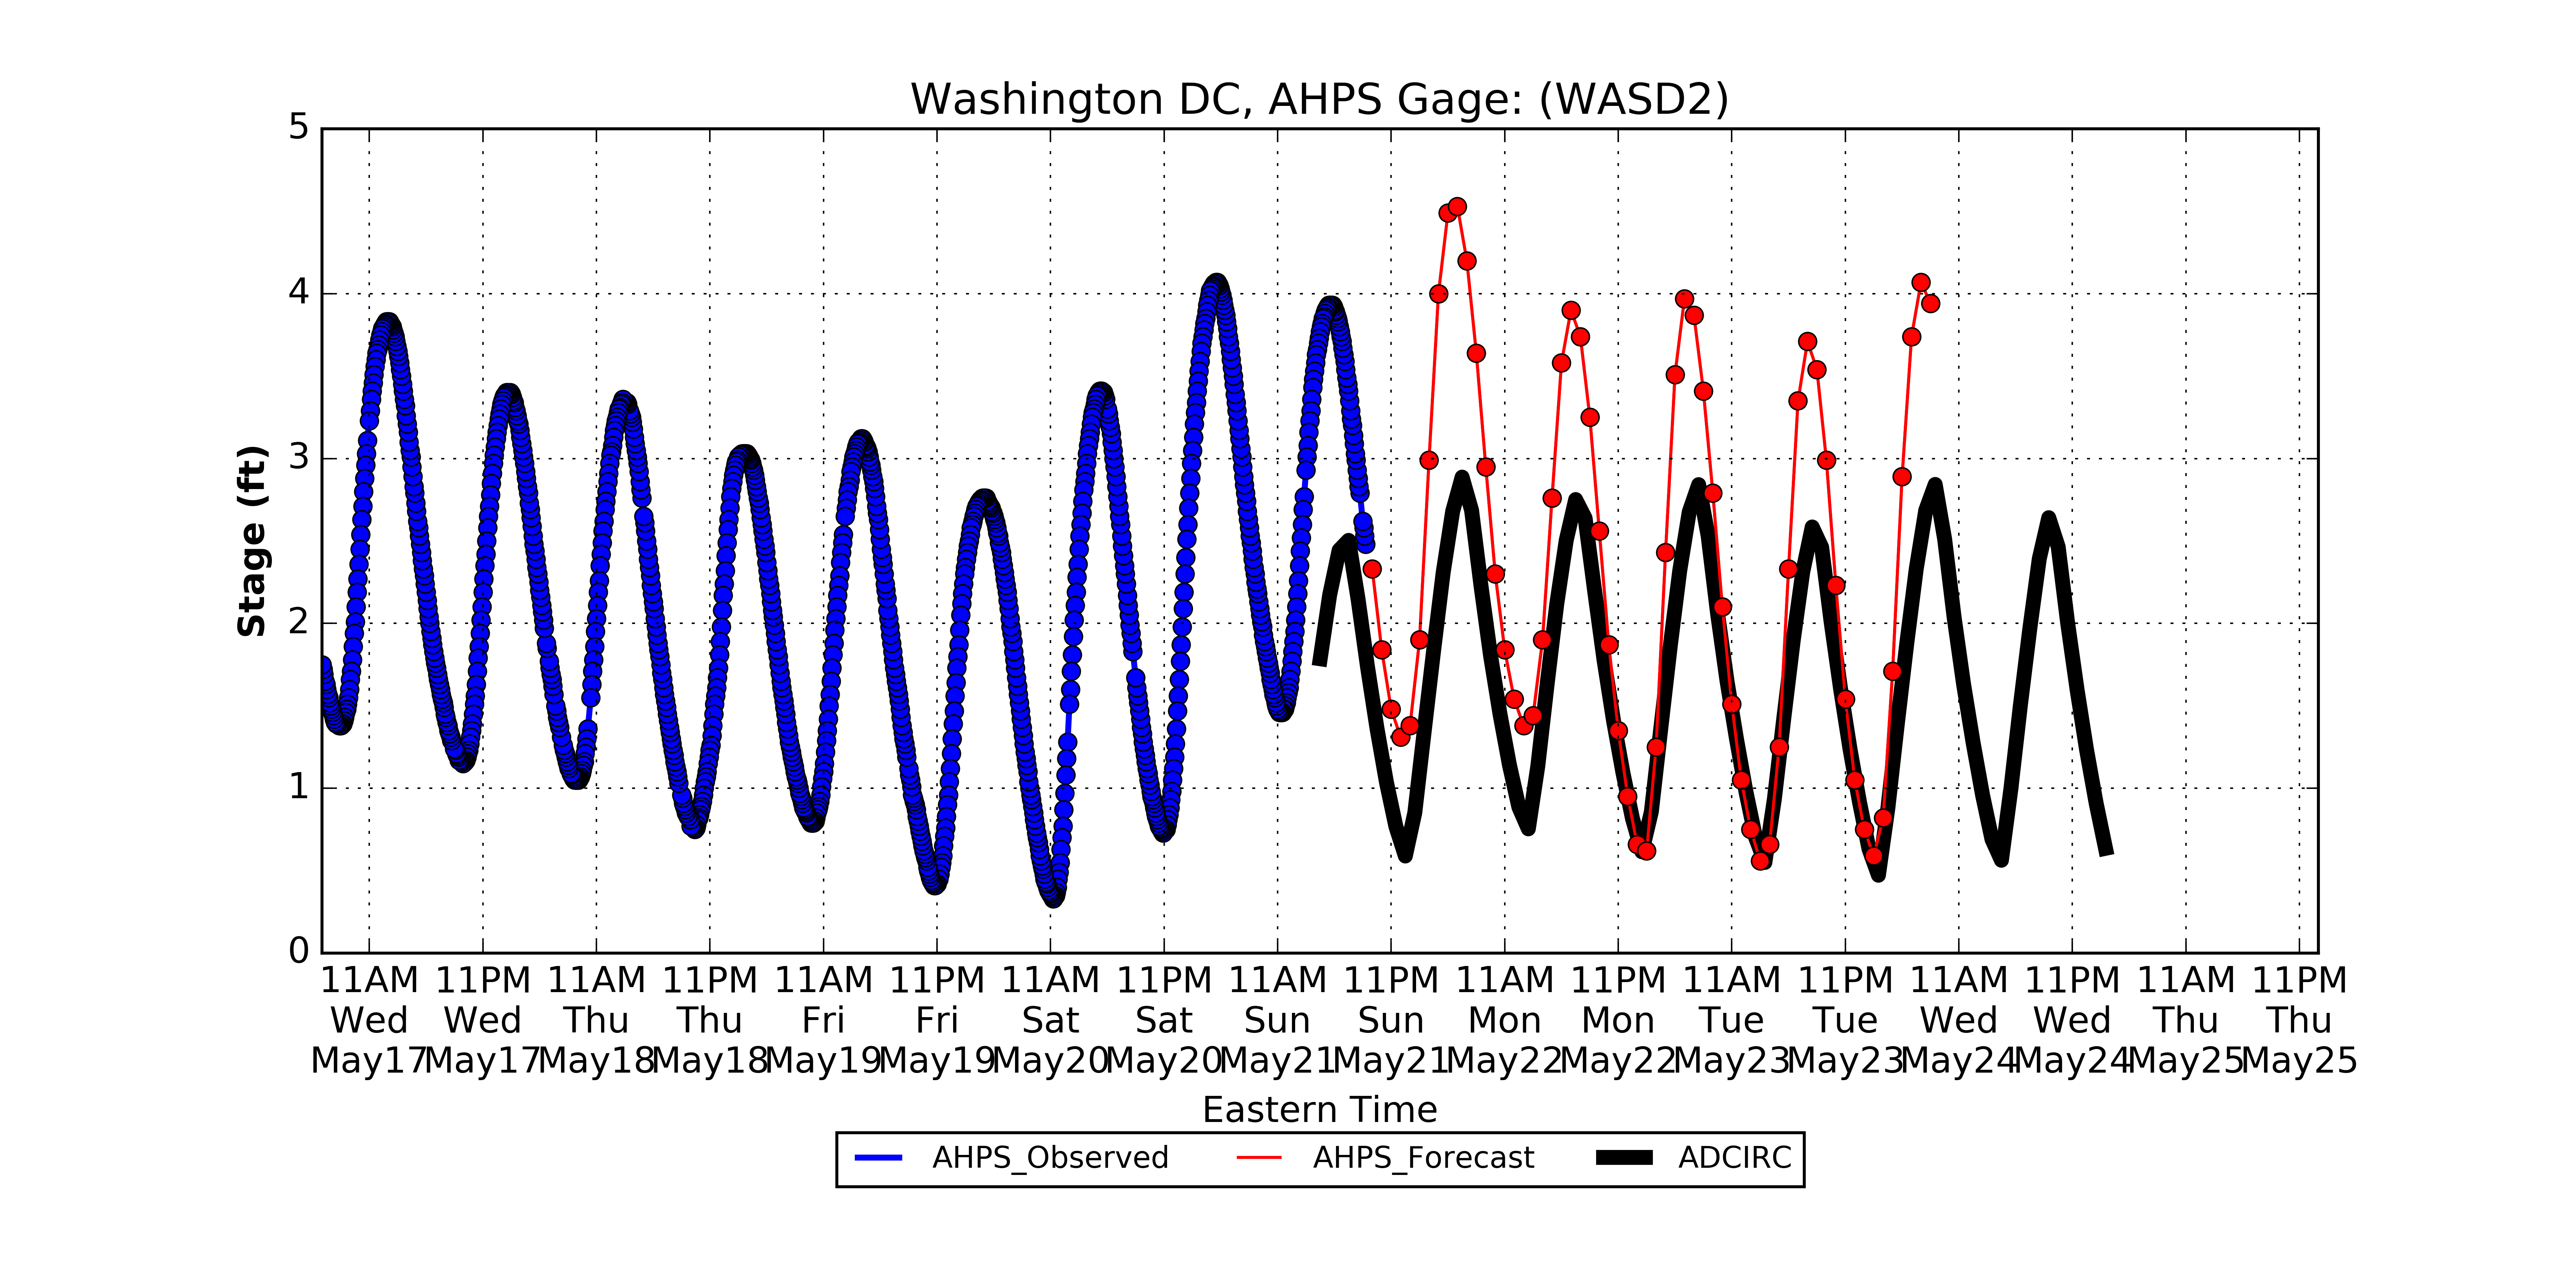 Washington DC, AHPS Gage: (WASD2)
Stage (ft)
5
4
3
2
1
0
11AM 11PM 11AM 11PM 11AM 11PM 11AM 11PM 11AM 11PM 11AM 11PM 11AM 11PM 11AM 11PM 11AM 11PM
Wed Wed Thu Thu Fri Fri Sat Sat Sun Sun Mon Mon Tue Tue Wed Wed Thu Thu
May17 May17 May18 May18 May19 May19 May20 May20 May21 May21 May22 May22 May23 May23 May24 May24 May25 May25
Eastern Time
AHPS_Observed AHPS_Forecast ADCIRC